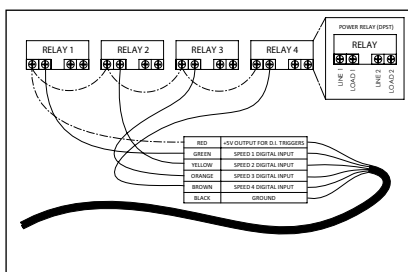 POWER RELAY (DPST)
RELAY 1
RELAY 2
RELAY 3
RELAY 4
RELAY
LINE 1
LOAD 1
LINE 2
LOAD 2
RED +5V OUTPUT FOR D.I. TRIGGERS
GREEN SPEED 1 DIGITAL INPUT
YELLOW SPEED 2 DIGITAL INPUT
ORANGE SPEED 3 DIGITAL INPUT
BROWN SPEED 4 DIGITAL INPUT
BLACK GROUND